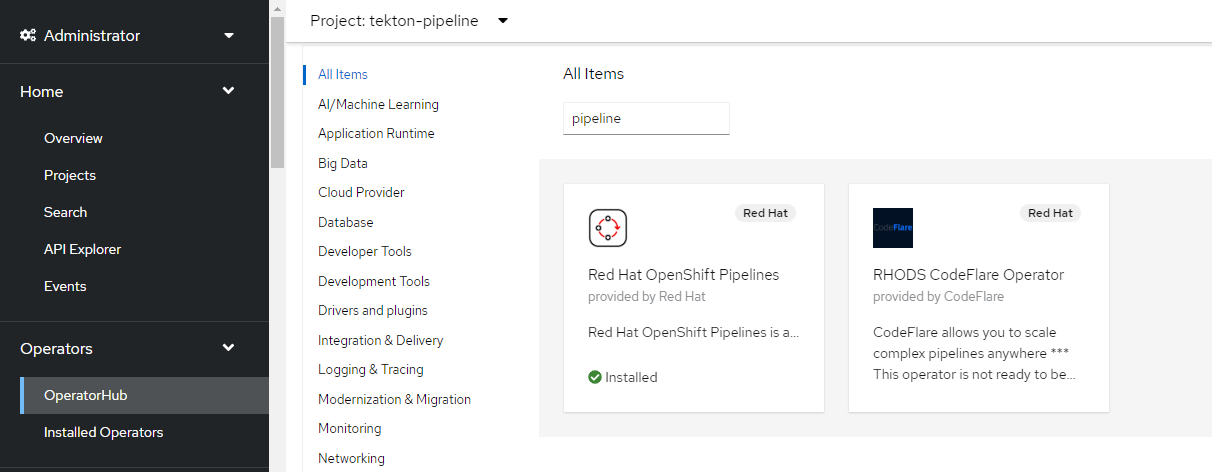 Administrator
Home
Overview
Projects
Search
API Explorer
Events
Operators
OperatorHub
Installed Operators
Project: tekton-pipeline
All Items
AI/Machine Learning
Application Runtime
Big Data
Cloud Provider
Database
Developer Tools
Development Tools
Drivers and plugins
Integration & Delivery
Logging & Tracing
Modernization & Migration
Monitoring
Networking
All Items
pipeline
Red Hat
Red Hat OpenShift Pipelines
provided by Red Hat
Red Hat OpenShift Pipelines is a...
Installed
CodeFlare
Red Hat
RHODS CodeFlare Operator
provided by CodeFlare
CodeFlare allows you to scale
complex pipelines anywhere ***
This operator is not ready to be...